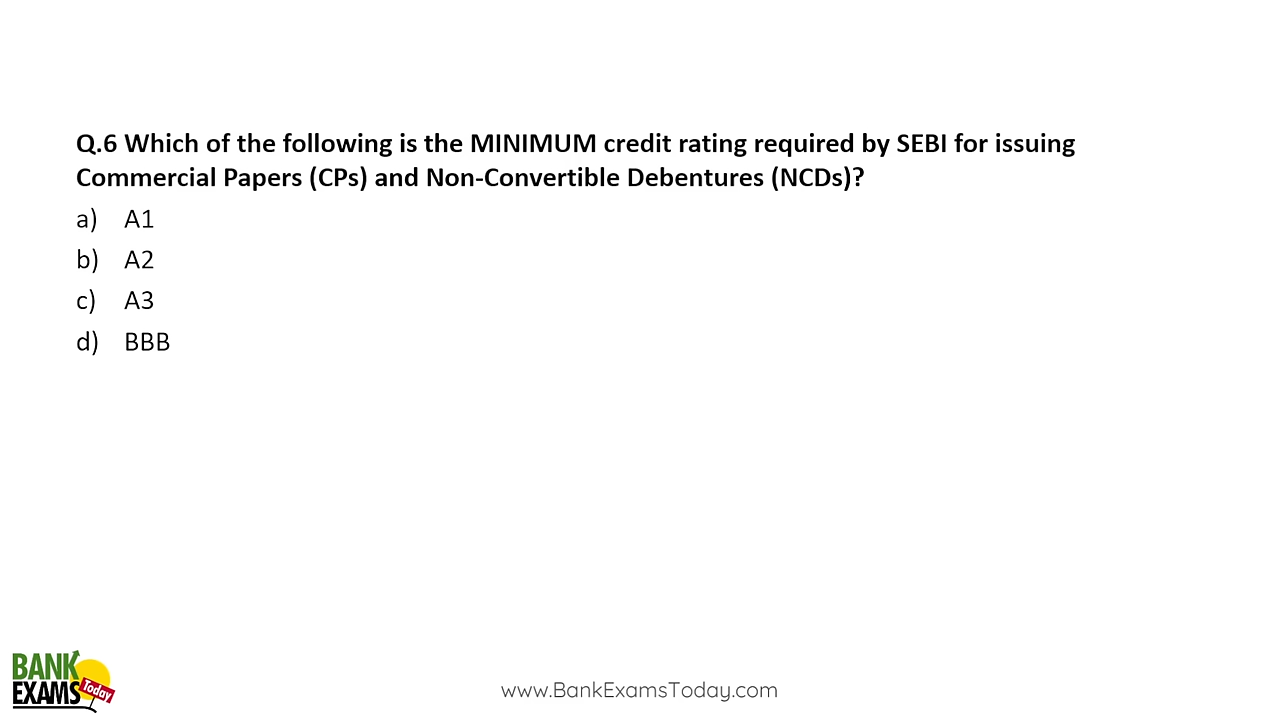 Q.6 Which of the following is the MINIMUM credit rating required by SEBI for issuing
Commercial Papers (CPs) and Non-Convertible Debentures (NCDs)?
a) A1
b) A2
c) A3
d) BBB
BANK
EXAMS Today
www.BankExamsToday.com